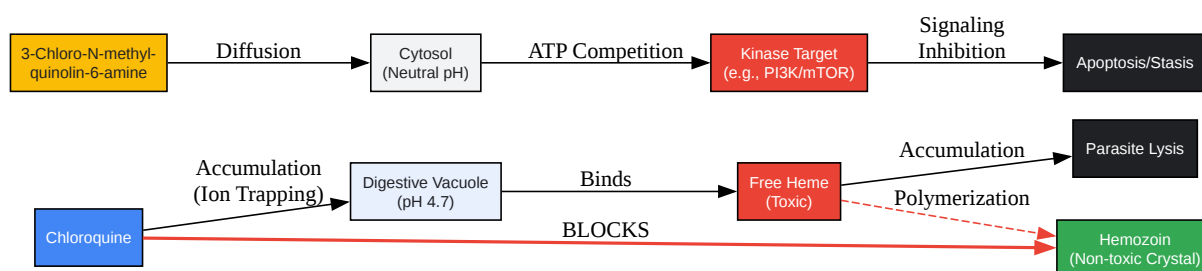 3-Chloro-N-methyl-
quinolin-6-amine
Diffusion
Cytosol
(Neutral pH)
ATP Competition
Kinase Target
(e.g., PI3K/mTOR)
Signaling
Inhibition
Apoptosis/Stasis
Chloroquine
Accumulation
(Ion Trapping)
Digestive Vacuole
(pH 4.7)
Binds
Free Heme
(Toxic)
Accumulation
Parasite Lysis
Polymerization
BLOCKS
Hemozoin
(Non-toxic Crystal)